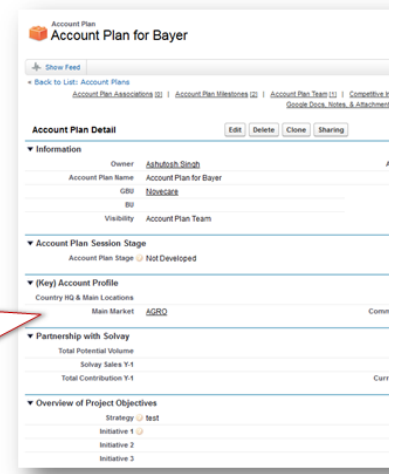 Account Plan
Account Plan for Bayer
Show Feed
« Back to List: Account Plans
Account Plan Associations [0] | Account Plan Milestones [2] | Account Plan Team [1] | Competitive
Google Docs, Notes, & Attachment
Account Plan Detail Edit Delete Clone Sharing
Information
Owner Ashutosh Singh
Account Plan Name Account Plan for Bayer
GBU Novecare
BU
Visibility Account Plan Team
Account Plan Session Stage
Account Plan Stage Not Developed
(Key) Account Profile
Country HQ & Main Locations
Main Market AGRO Comm
Partnership with Solvay
Total Potential Volume
Solvay Sales Y-1
Total Contribution Y-1 Curr
Overview of Project Objectives
Strategy test
Initiative 1
Initiative 2
Initiative 3